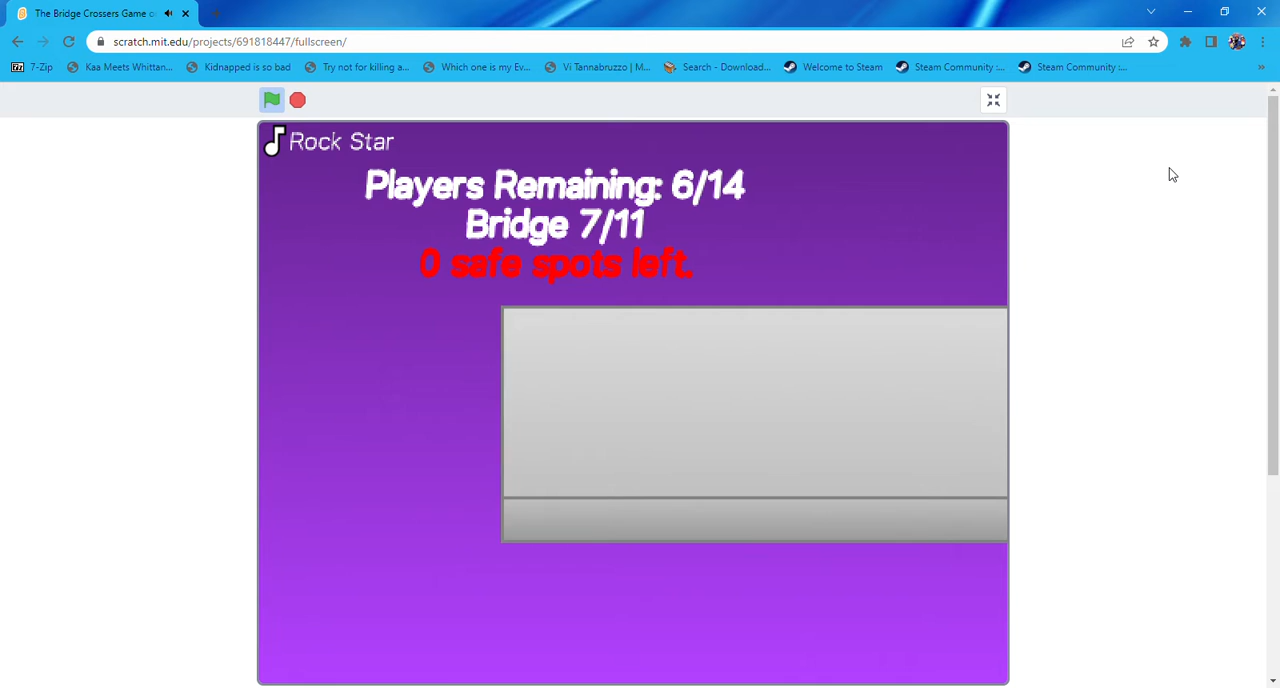 The Bridge Crossers Game o
scratch.mit.edu/projects/691818447/fullscreen/
7z 7-Zip
Kaa Meets Whittan...
Kidnapped is so bad
Try not for killing a...
Which one is my Ev...
Vi Tannabruzzo | M...
Search - Download...
Welcome to Steam
Steam Community :...
Steam Community :...
»
Rock Star
Players Remaining: 6/14
Bridge 7/11
0 safe spots left.